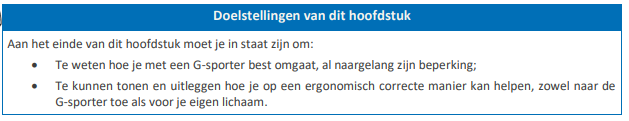 Doelstellingen van dit hoofdstuk
Aan het einde van dit hoofdstuk moet je in staat zijn om:
• Te weten hoe je met een G-sporter best omgaat, al naargelang zijn beperking;
• Te kunnen tonen en uitleggen hoe je op een ergonomisch correcte manier kan helpen, zowel naar de
G-sporter toe als voor je eigen lichaam.